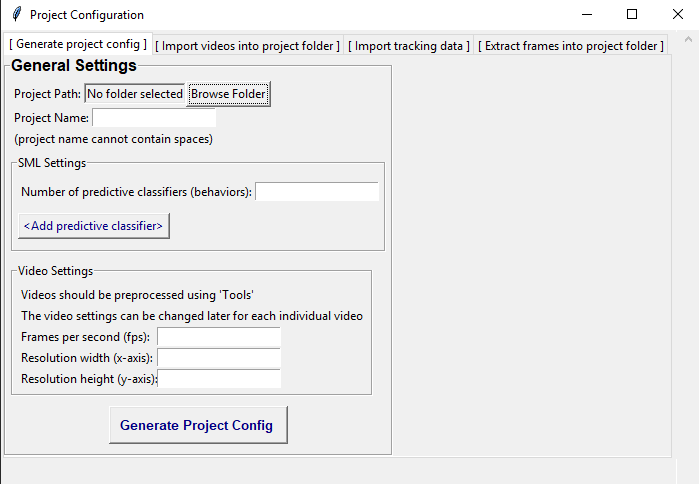 Project Configuration
[ Generate project config ] [ Import videos into project folder ] [ Import tracking data ] [ Extract frames into project folder ]
General Settings
Project Path: No folder selected Browse Folder
Project Name:
(project name cannot contain spaces)
SML Settings
Number of predictive classifiers (behaviors):
<Add predictive classifier>
Video Settings
Videos should be preprocessed using 'Tools'
The video settings can be changed later for each individual video
Frames per second (fps):
Resolution width (x-axis):
Resolution height (y-axis):
Generate Project Config